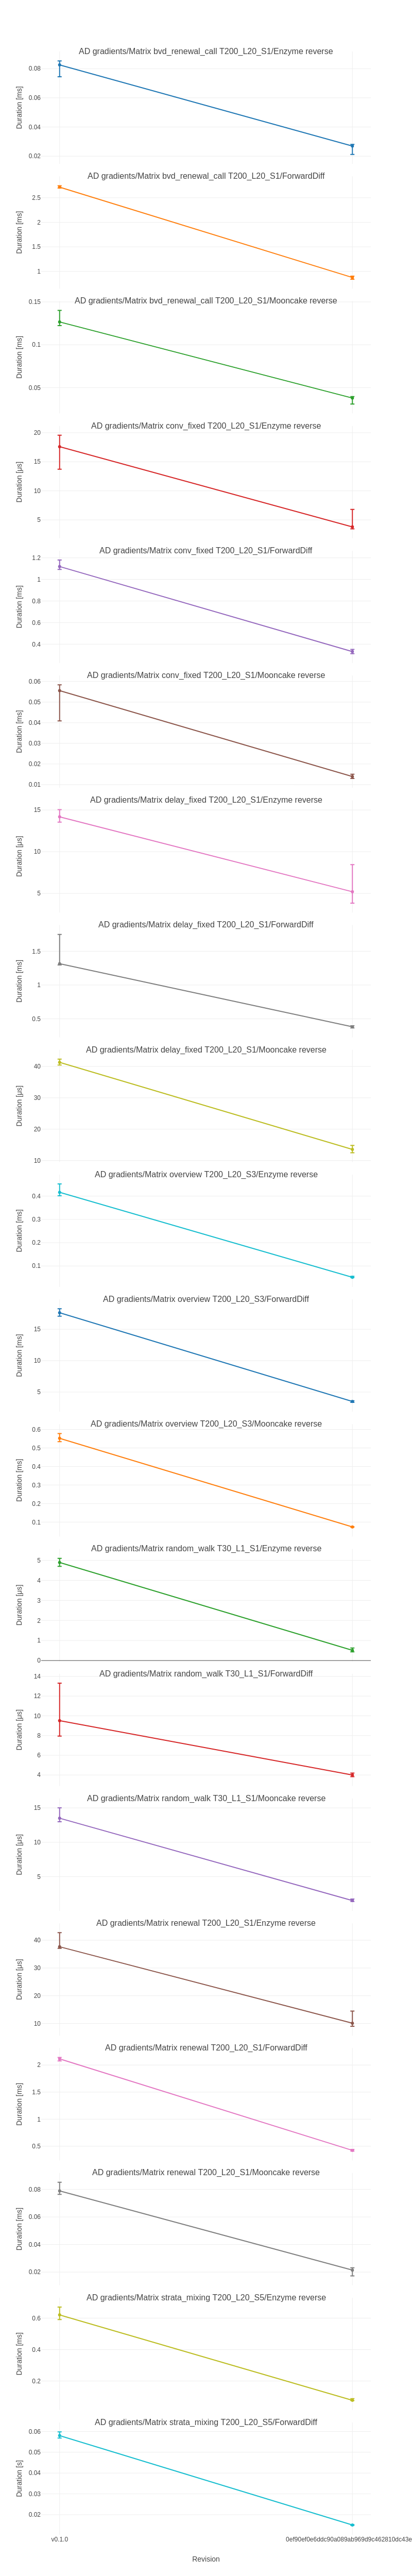 AD gradients/Matrix bvd_renewal_call T200_L20_S1/Enzyme reverse
Duration [ms]
0.08
0.06
0.04
0.02
AD gradients/Matrix bvd_renewal_call T200_L20_S1/ForwardDiff
Duration [ms]
2.5
2
1.5
1
AD gradients/Matrix bvd_renewal_call T200_L20_S1/Mooncake reverse
Duration [ms]
0.15
0.1
0.05
AD gradients/Matrix conv_fixed T200_L20_S1/Enzyme reverse
Duration [μs]
20
15
10
5
AD gradients/Matrix conv_fixed T200_L20_S1/ForwardDiff
Duration [ms]
1.2
1
0.8
0.6
0.4
AD gradients/Matrix conv_fixed T200_L20_S1/Mooncake reverse
Duration [ms]
0.06
0.05
0.04
0.03
0.02
0.01
AD gradients/Matrix delay_fixed T200_L20_S1/Enzyme reverse
Duration [μs]
15
10
5
AD gradients/Matrix delay_fixed T200_L20_S1/ForwardDiff
Duration [ms]
1.5
1
0.5
AD gradients/Matrix delay_fixed T200_L20_S1/Mooncake reverse
Duration [μs]
40
30
20
10
AD gradients/Matrix overview T200_L20_S3/Enzyme reverse
Duration [ms]
0.4
0.3
0.2
0.1
AD gradients/Matrix overview T200_L20_S3/ForwardDiff
Duration [ms]
15
10
5
AD gradients/Matrix overview T200_L20_S3/Mooncake reverse
Duration [ms]
0.6
0.5
0.4
0.3
0.2
0.1
AD gradients/Matrix random_walk T30_L1_S1/Enzyme reverse
Duration [μs]
5
4
3
2
1
0
AD gradients/Matrix random_walk T30_L1_S1/ForwardDiff
Duration [μs]
14
12
10
8
6
4
AD gradients/Matrix random_walk T30_L1_S1/Mooncake reverse
Duration [μs]
15
10
5
AD gradients/Matrix renewal T200_L20_S1/Enzyme reverse
Duration [μs]
40
30
20
10
AD gradients/Matrix renewal T200_L20_S1/ForwardDiff
Duration [ms]
2
1.5
1
0.5
AD gradients/Matrix renewal T200_L20_S1/Mooncake reverse
Duration [ms]
0.08
0.06
0.04
0.02
AD gradients/Matrix strata_mixing T200_L20_S5/Enzyme reverse
Duration [ms]
0.6
0.4
0.2
AD gradients/Matrix strata_mixing T200_L20_S5/ForwardDiff
Duration [s]
0.06
0.05
0.04
0.03
0.02
v0.1.0
0ef90ef0e6ddc90a089ab969d9c462810dc43e
Revision